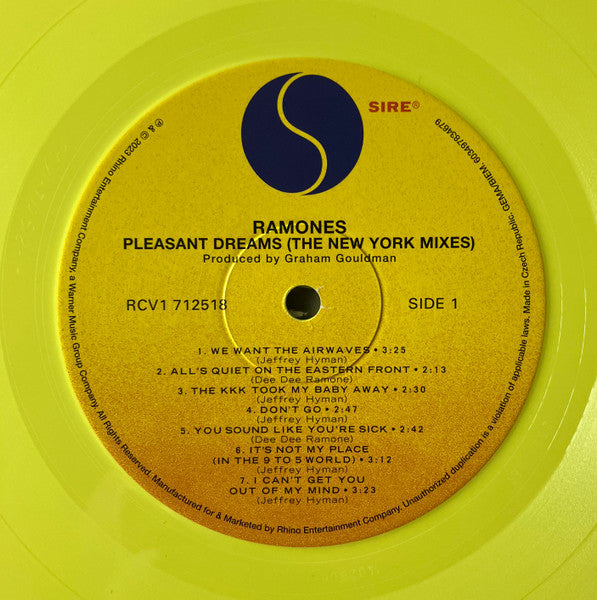 SIRE®
RAMONES
PLEASANT DREAMS (THE NEW YORK MIXES)
Produced by Graham Gouldman
RCV1 712518
SIDE 1
1. WE WANT THE AIRWAVES • 3:25
(Jeffrey Hyman)
2. ALL'S QUIET ON THE EASTERN FRONT • 2:13
(Dee Dee Ramone)
3. THE KKK TOOK MY BABY AWAY • 2:30
(Jeffrey Hyman)
4. DON'T GO • 2:47
(Jeffrey Hyman)
5. YOU SOUND LIKE YOU'RE SICK • 2:42
(Dee Dee Ramone)
6. IT'S NOT MY PLACE
(IN THE 9 TO 5 WORLD) • 3:12
(Jeffrey Hyman)
7. I CAN'T GET YOU
OUT OF MY MIND • 3:23
(Jeffrey Hyman)
℗ & © 2023 Rhino Entertainment Company, a Warner Music Group Company. All Rights Reserved. Manufactured for & Marketed by Rhino Entertainment Company. Unauthorized duplication is a violation of applicable laws. Made in Czech Republic. GEMA/BIEM. 603497834679